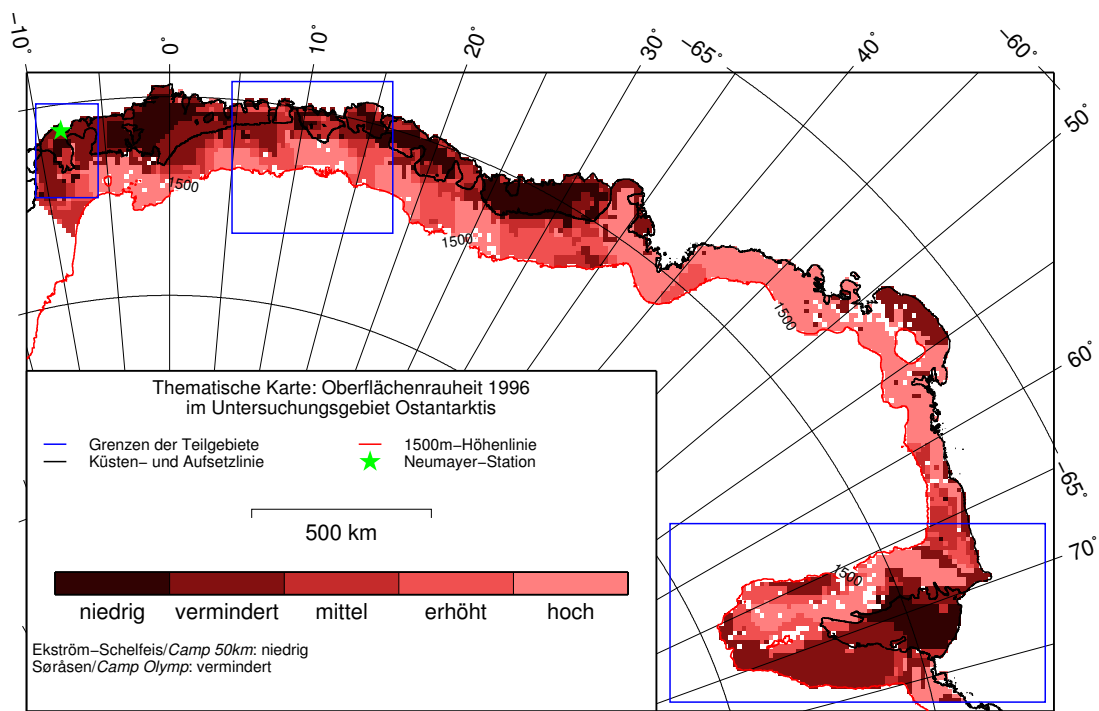 −10°
0°
10°
20°
30°
−65°
40°
−60°
50°
60°
−65°
70°
1500
1500
1500
1500
Thematische Karte: Oberflächenrauheit 1996
im Untersuchungsgebiet Ostantarktis
Grenzen der Teilgebiete
1500m−Höhenlinie
Küsten− und Aufsetzlinie
Neumayer−Station
500 km
niedrig vermindert mittel erhöht hoch
Ekström−Schelfeis/Camp 50km: niedrig
Søråsen/Camp Olymp: vermindert